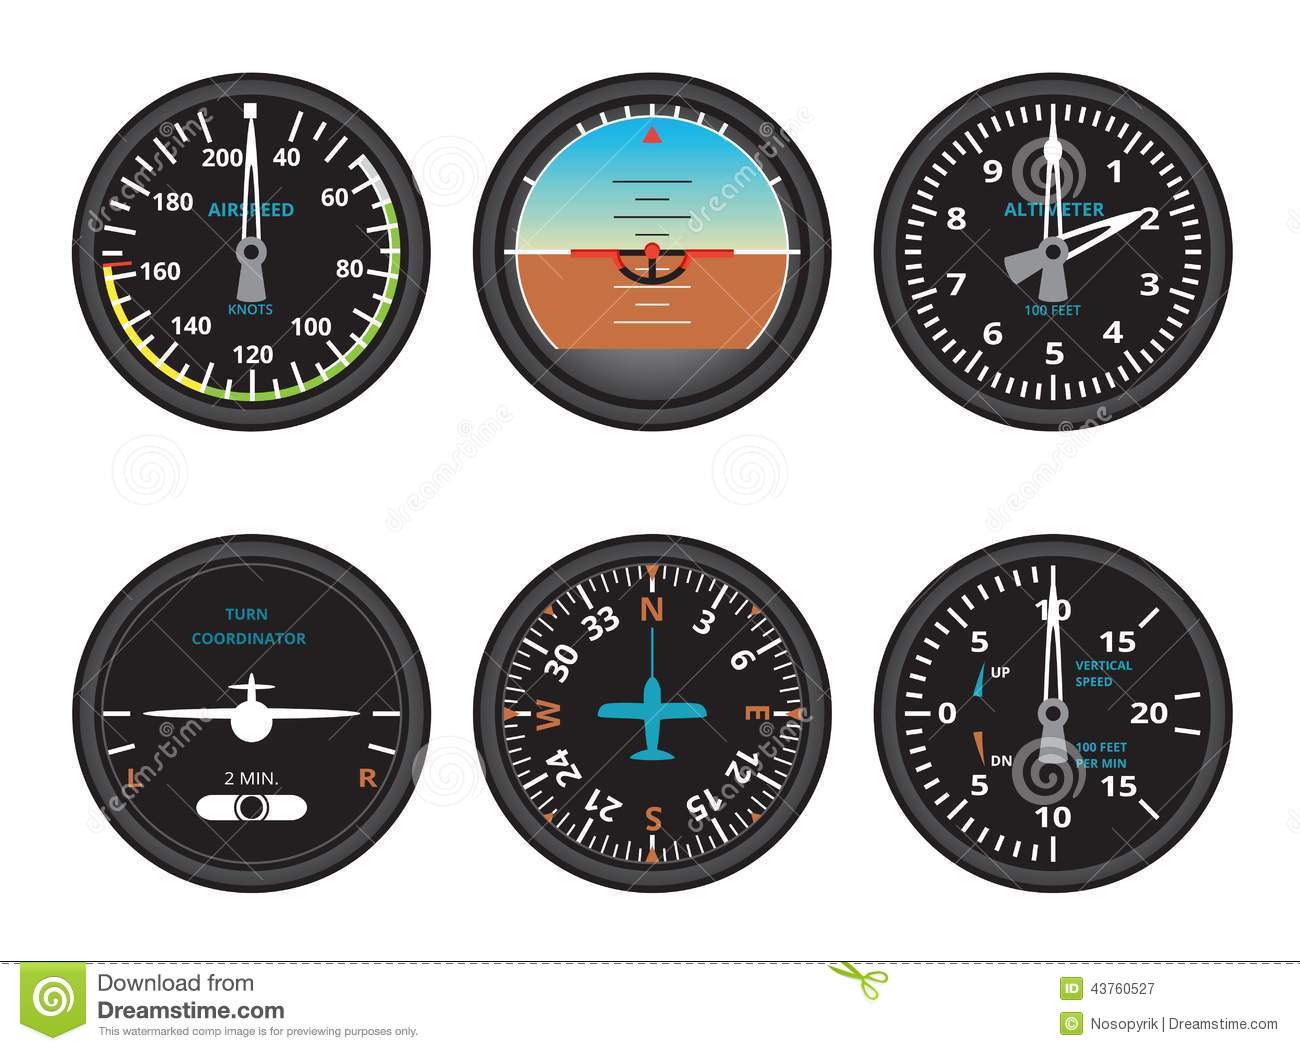 200 40
180 60
AIRSPEED
160 80
KNOTS
140 100
120
9 1
ALTIMETER
8 2
7 3
100 FEET
6 4
5
TURN
COORDINATOR
L R
2 MIN.
N
33 3
30 6
W E
24 12
21 15
S
10
5 15
UP
VERTICAL
SPEED
0 20
DN
100 FEET
PER MIN
5 15
10
dreamstime
Download from
Dreamstime.com
This watermarked comp image is for previewing purposes only.
ID 43760527
© Nosopyrik | Dreamstime.com